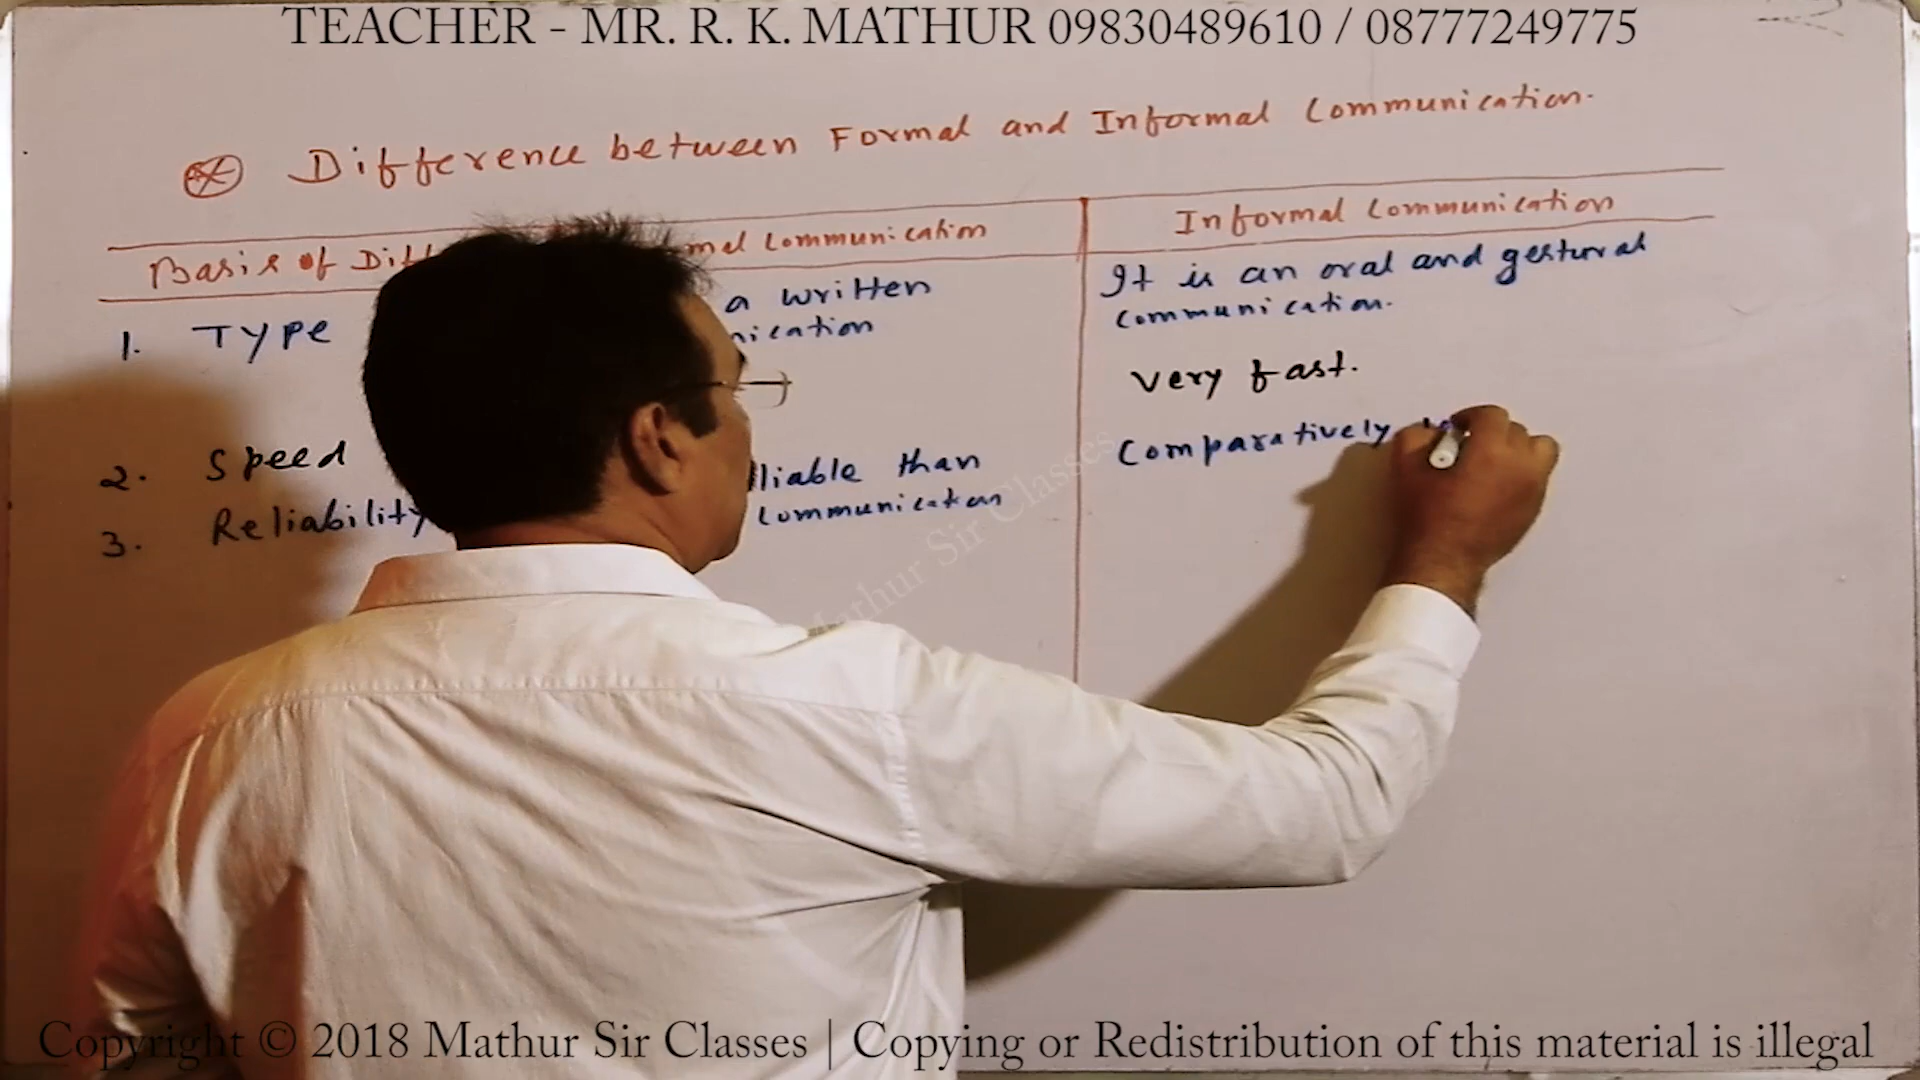 TEACHER - MR. R. K. MATHUR 09830489610 / 08777249775
Difference between Formal and Informal Communication.
Basis of Diff
mal Communication
Informal Communication
1. Type
a written
nication
It is an oral and gestural
communication.
2. Speed
Very fast.
3. Reliability
liable than
communication
Comparatively
Mathur Sir Classes
Copyright © 2018 Mathur Sir Classes | Copying or Redistribution of this material is illegal